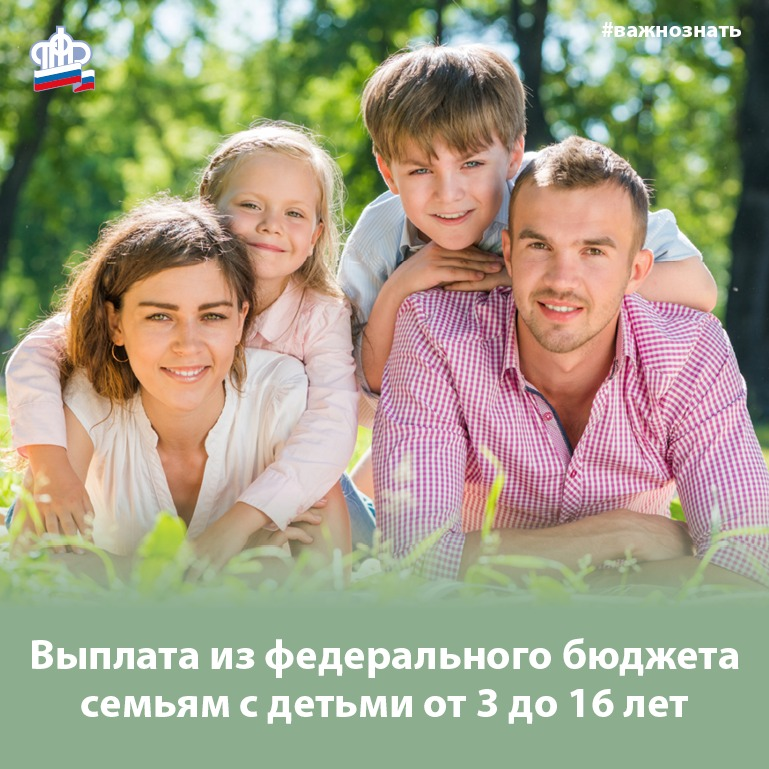 #важнознать
Выплата из федерального бюджета
семьям с детьми от 3 до 16 лет